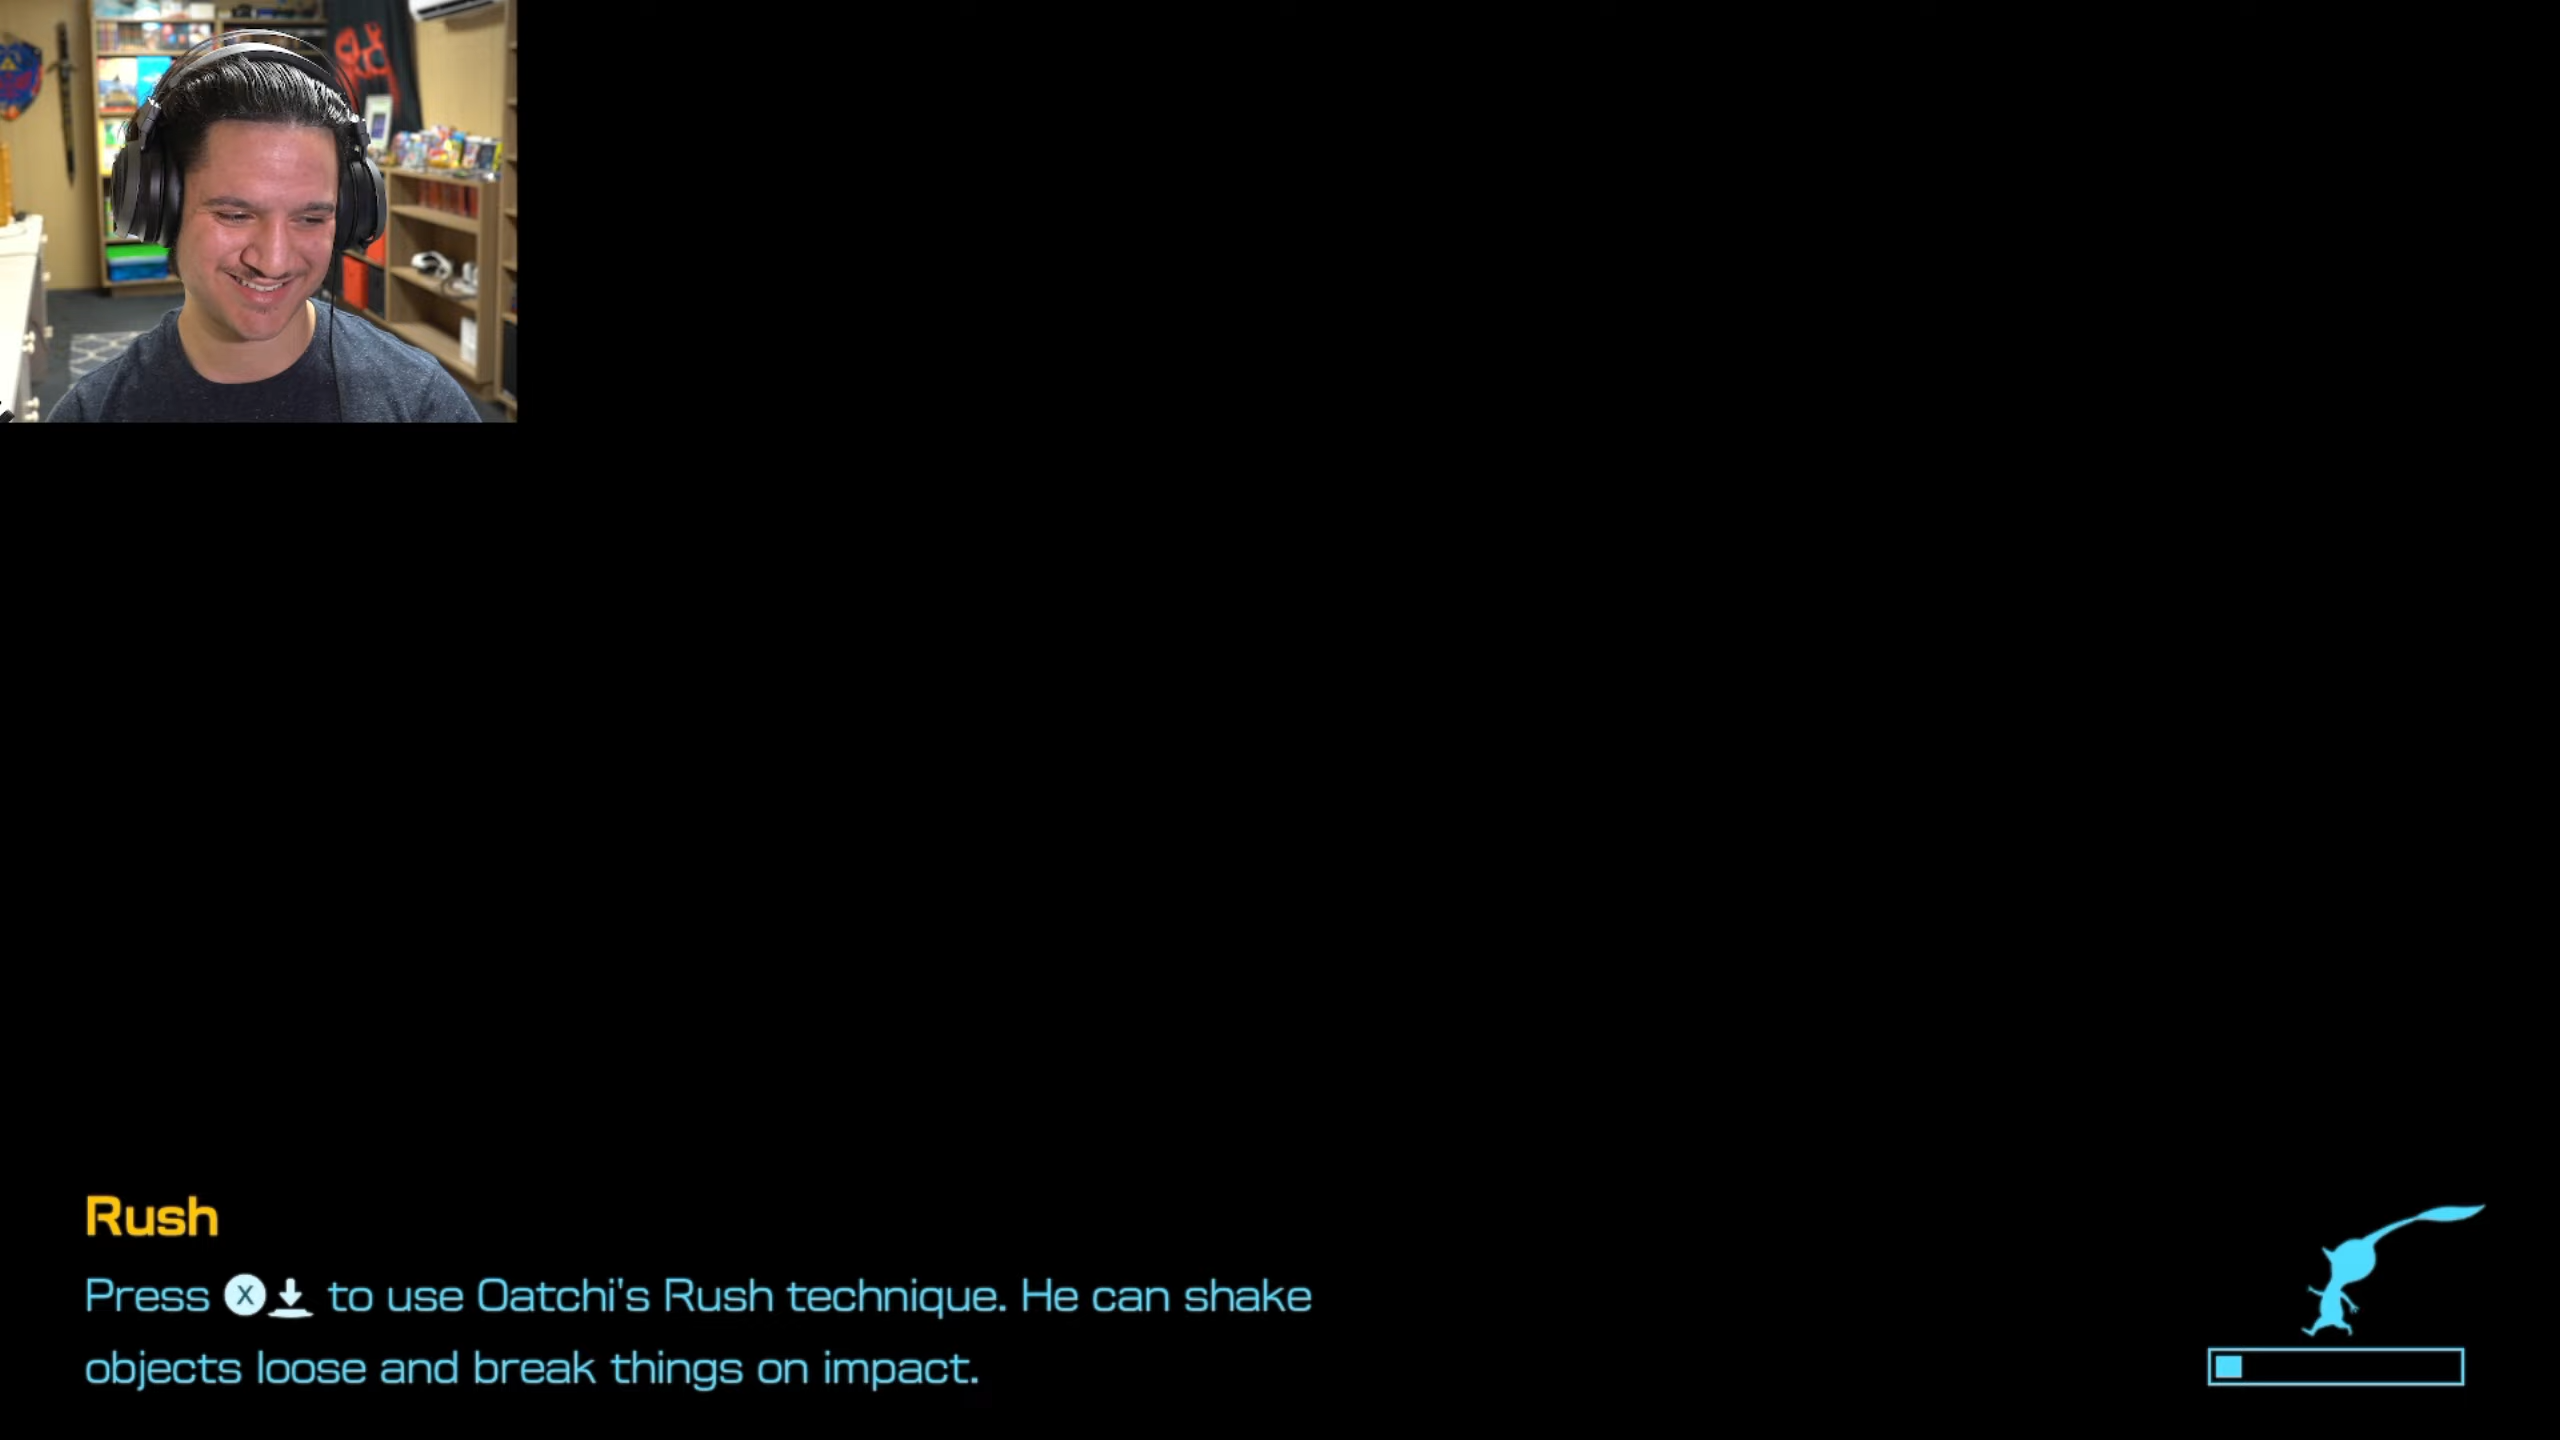 Rush
Press X to use Oatchi's Rush technique. He can shake
objects loose and break things on impact.